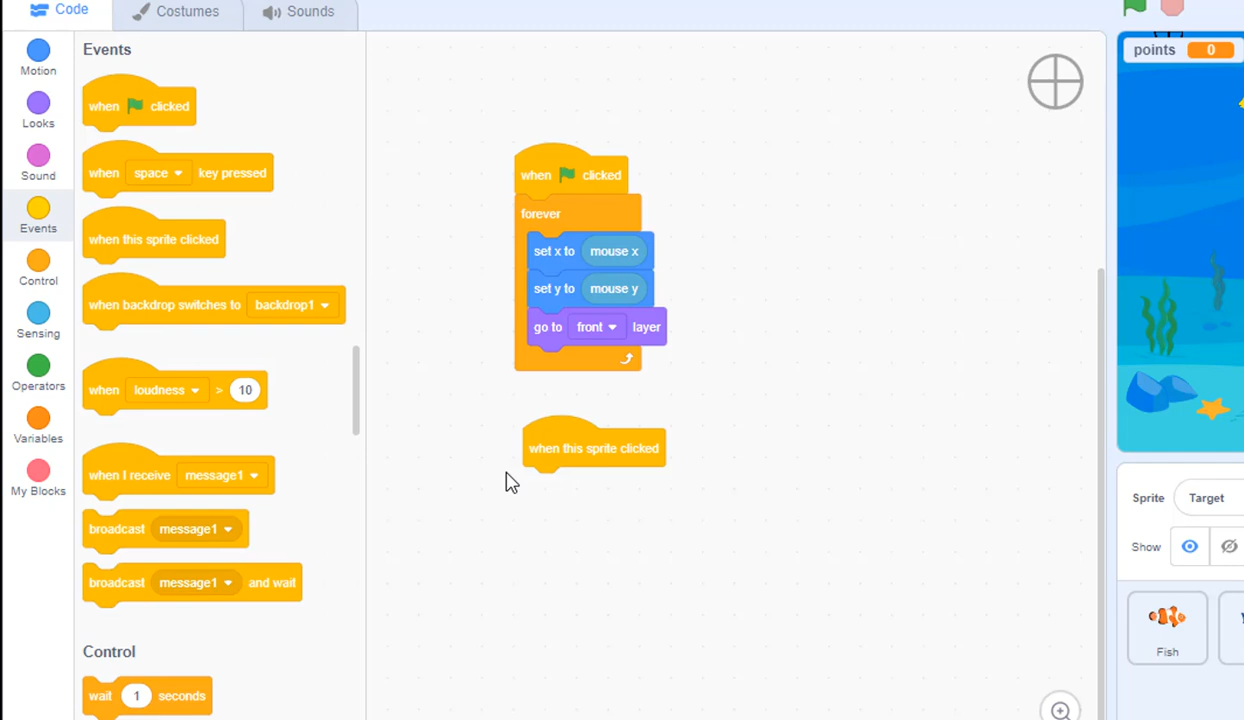 Code
Costumes
Sounds
Motion
Looks
Sound
Events
Control
Sensing
Operators
Variables
My Blocks
Events
when clicked
when space key pressed
when this sprite clicked
when backdrop switches to backdrop1
when loudness > 10
when I receive message1
broadcast message1
broadcast message1 and wait
Control
wait 1 seconds
when clicked
forever
set x to mouse x
set y to mouse y
go to front layer
when this sprite clicked
points 0
Sprite Target
Show
Fish